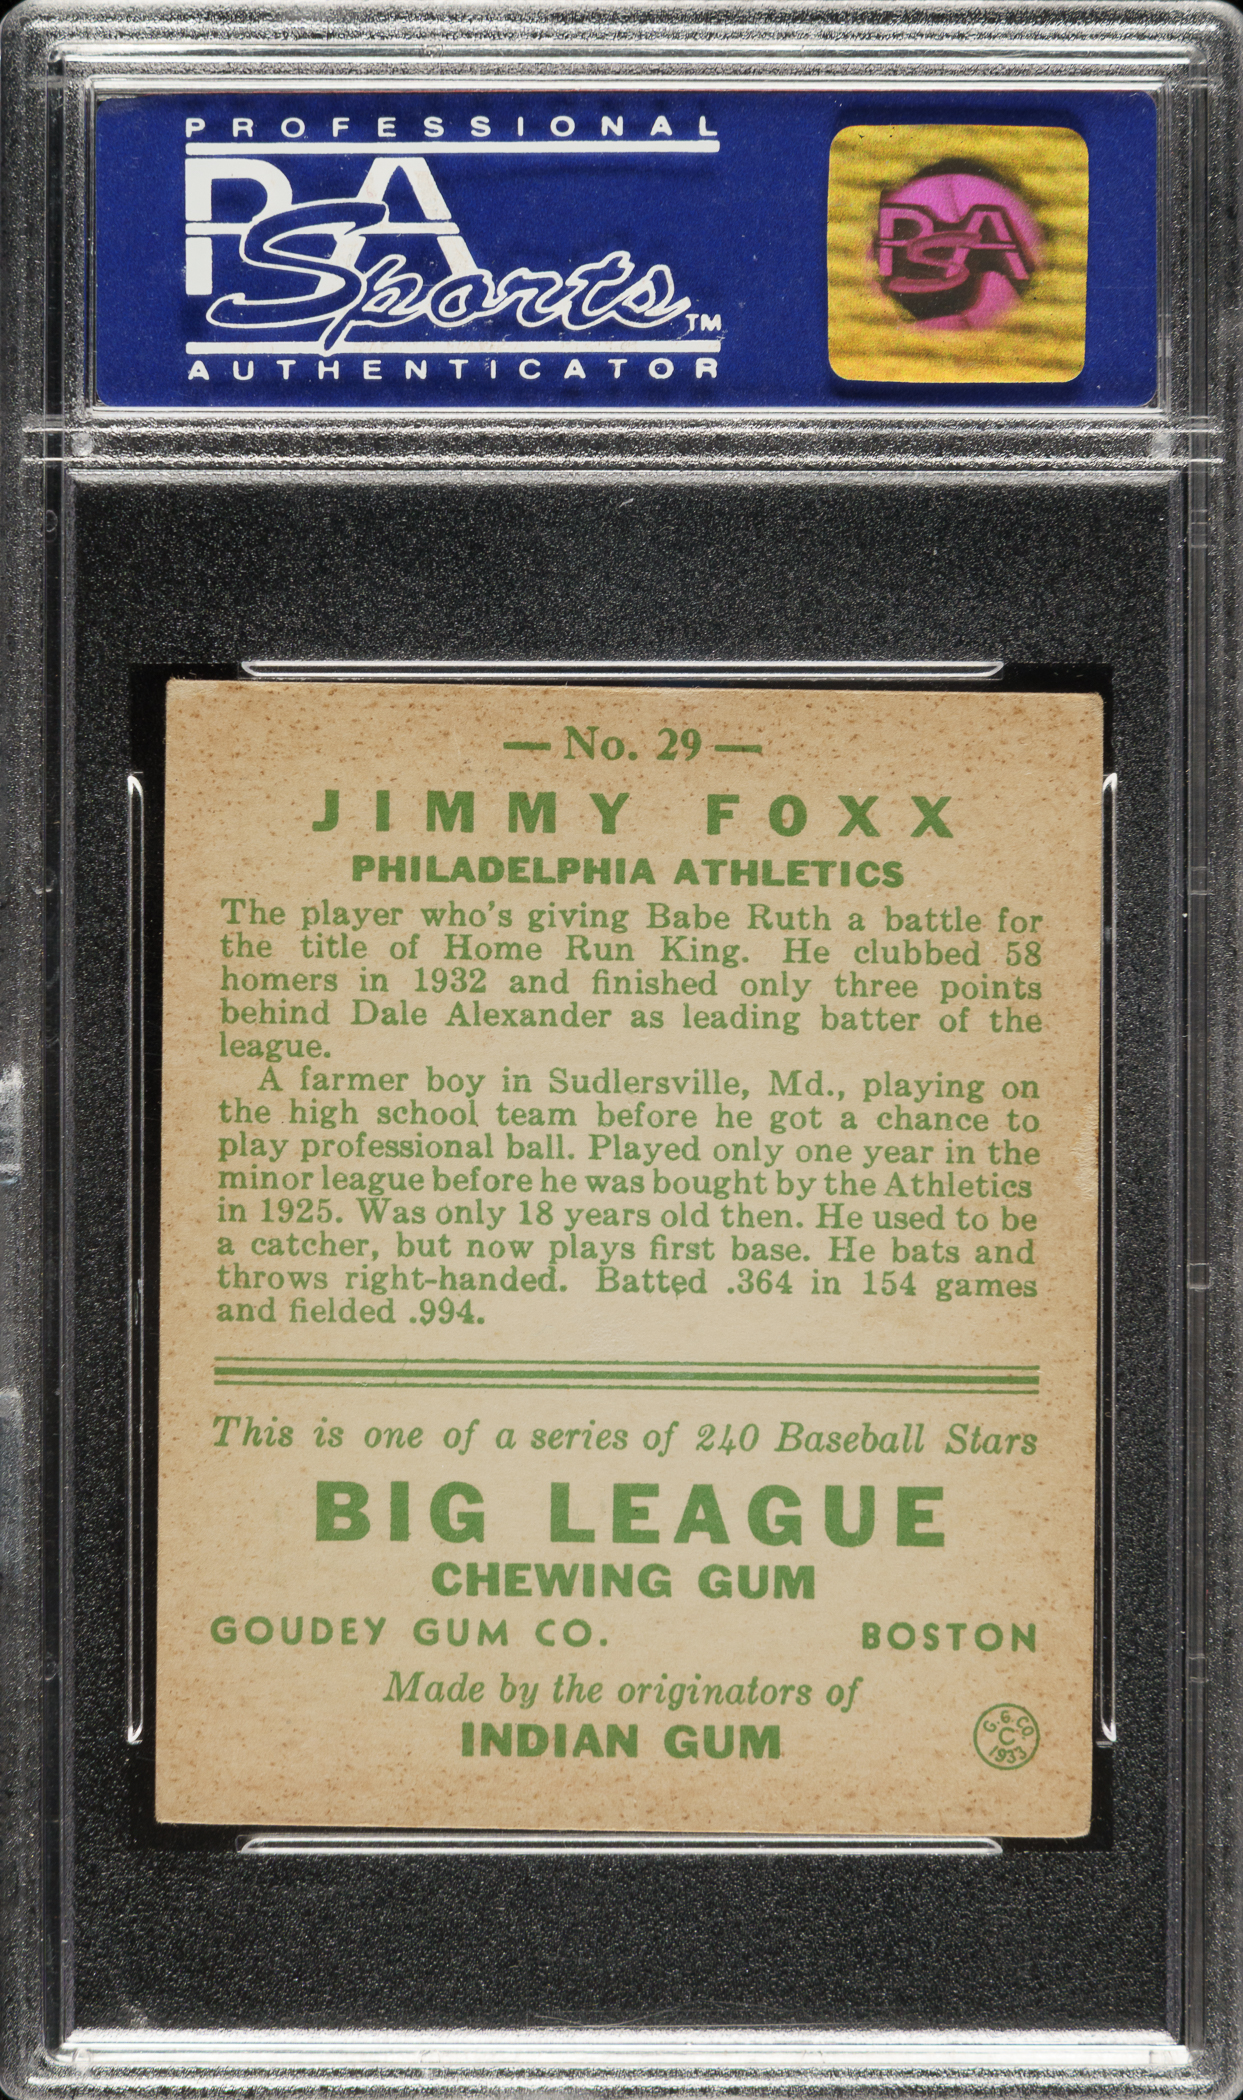 PROFESSIONAL
PSA
Sports™
AUTHENTICATOR
PSA
— No. 29 —
JIMMY FOXX
PHILADELPHIA ATHLETICS
The player who's giving Babe Ruth a battle for
the title of Home Run King. He clubbed 58
homers in 1932 and finished only three points
behind Dale Alexander as leading batter of the
league.
A farmer boy in Sudlersville, Md., playing on
the high school team before he got a chance to
play professional ball. Played only one year in the
minor league before he was bought by the Athletics
in 1925. Was only 18 years old then. He used to be
a catcher, but now plays first base. He bats and
throws right-handed. Batted .364 in 154 games
and fielded .994.
This is one of a series of 240 Baseball Stars
BIG LEAGUE
CHEWING GUM
GOUDEY GUM CO. BOSTON
Made by the originators of
INDIAN GUM
G. G. CO.
C
1933